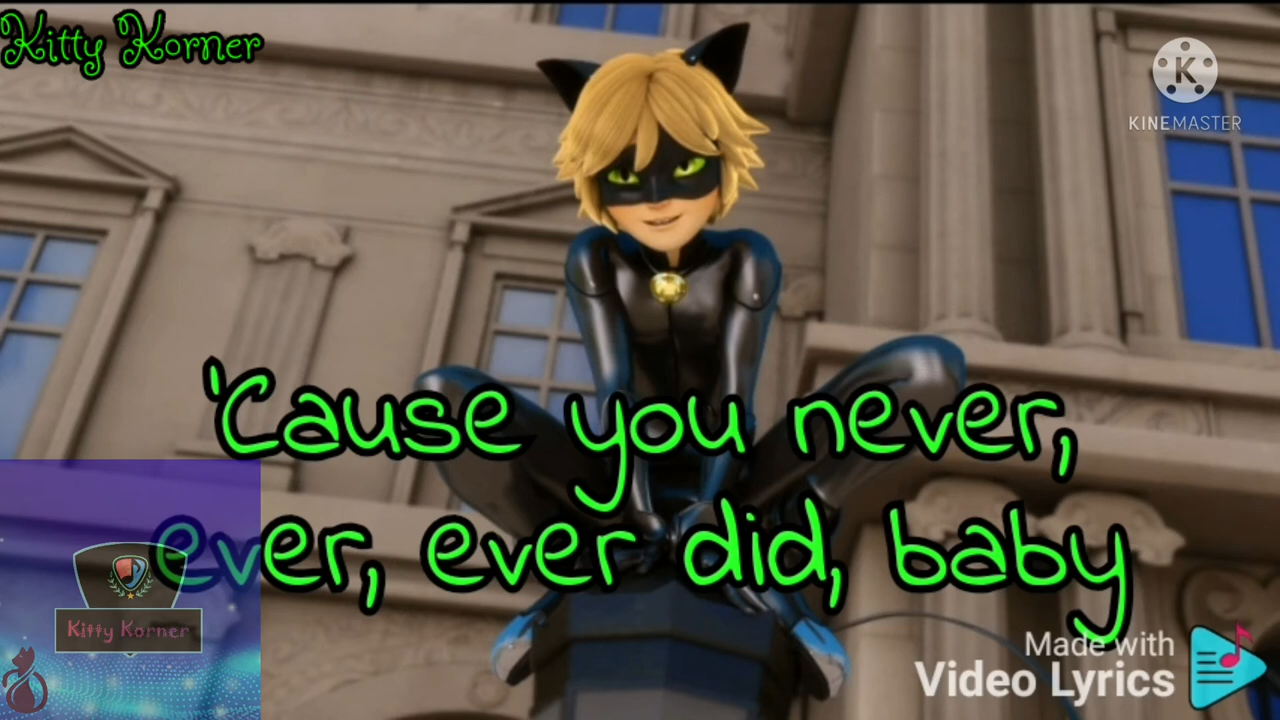 Kitty Korner
K
KINEMASTER
'Cause you never,
ever, ever did, baby
Kitty Korner
Made with
Video Lyrics